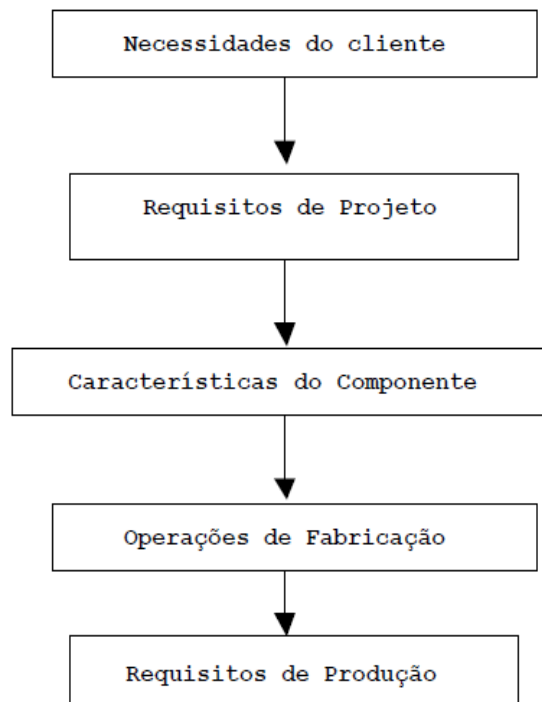 Necessidades do cliente
Requisitos de Projeto
Características do Componente
Operações de Fabricação
Requisitos de Produção